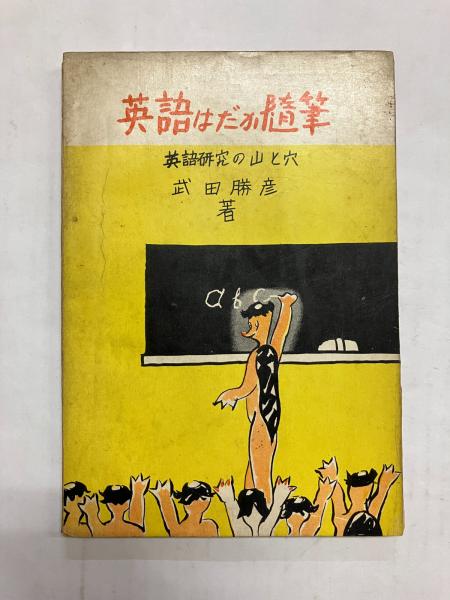 英語はだか随筆
英語研究の山と穴
武田勝彦
著
abc